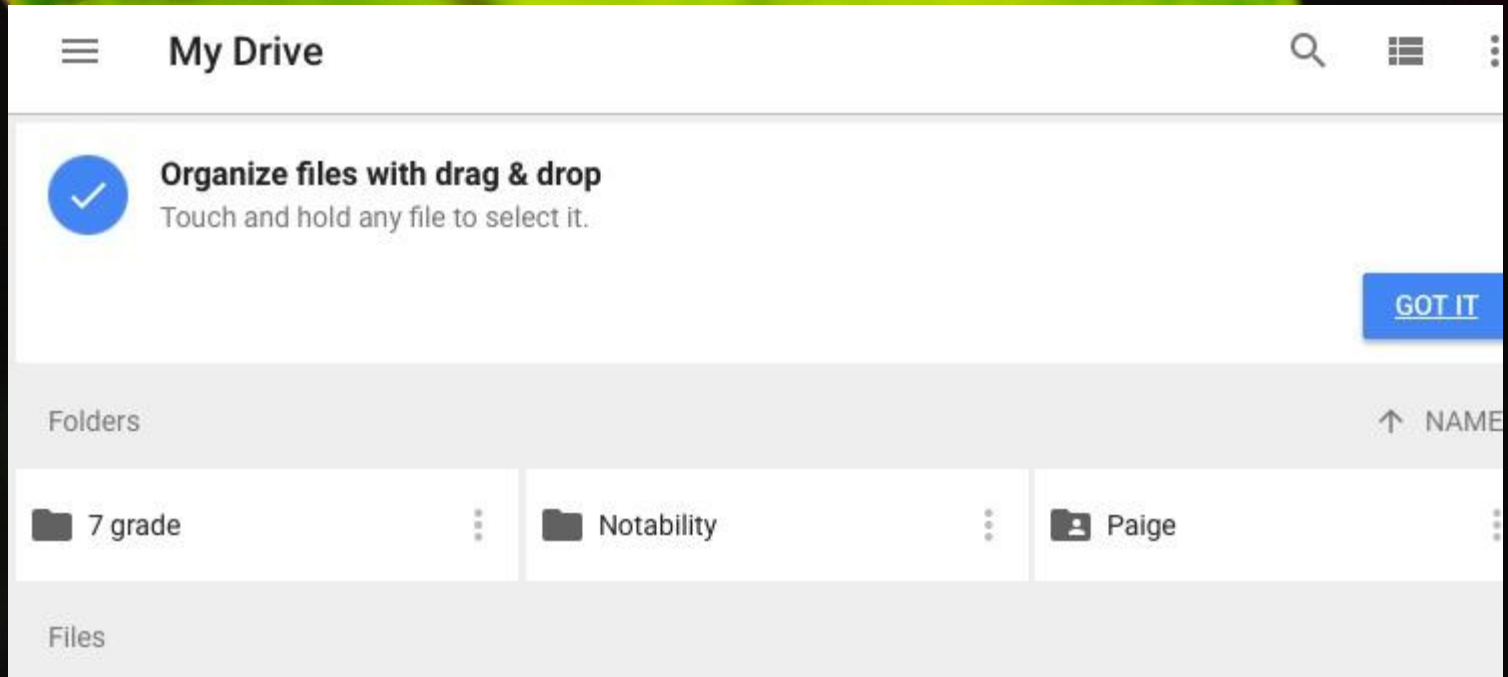 My Drive
Organize files with drag & drop
Touch and hold any file to select it.
GOT IT
Folders
NAME
7 grade
Notability
Paige
Files